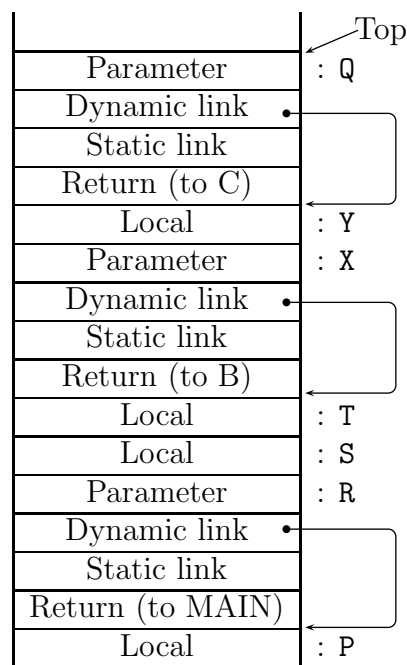 Top
Parameter : Q
Dynamic link
Static link
Return (to C)
Local : Y
Parameter : X
Dynamic link
Static link
Return (to B)
Local : T
Local : S
Parameter : R
Dynamic link
Static link
Return (to MAIN)
Local : P